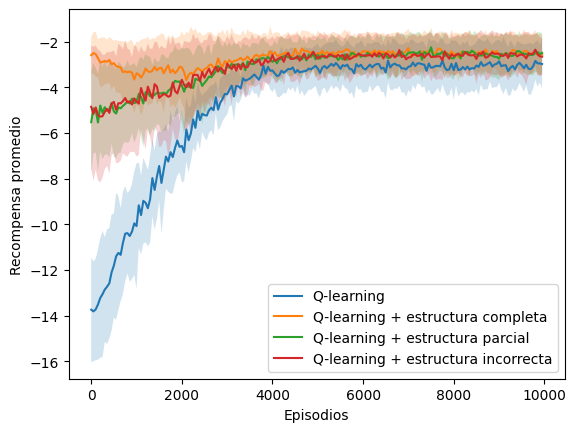 −2
−4
−6
−8
−10
−12
−14
−16
Recompensa promedio
Q-learning
Q-learning + estructura completa
Q-learning + estructura parcial
Q-learning + estructura incorrecta
0 2000 4000 6000 8000 10000
Episodios